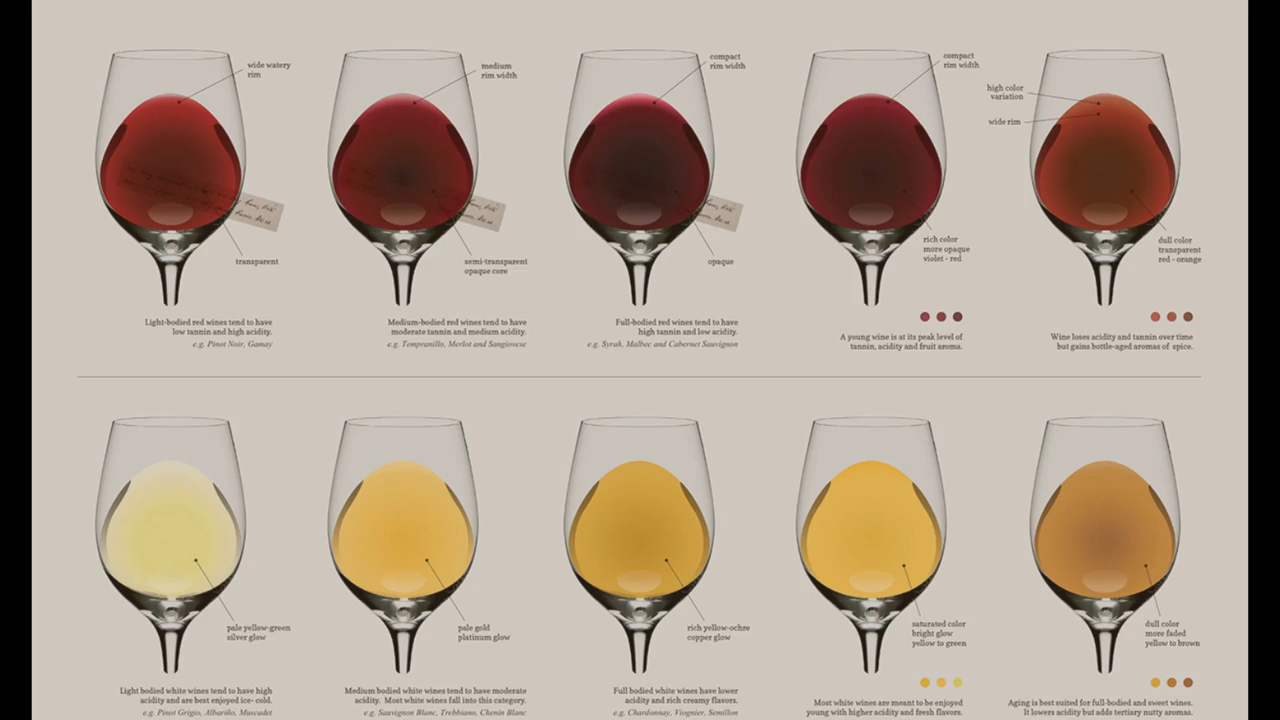 wide watery
rim
transparent
Light-bodied red wines tend to have
low tannin and high acidity.
e.g. Pinot Noir, Gamay
medium
rim width
semi-transparent
opaque core
Medium-bodied red wines tend to have
moderate tannin and medium acidity.
e.g. Tempranillo, Merlot and Sangiovese
compact
rim width
opaque
Full-bodied red wines tend to have
high tannin and low acidity.
e.g. Syrah, Malbec and Cabernet Sauvignon
compact
rim width
rich color
more opaque
violet - red
A young wine is at its peak level of
tannin, acidity and fruit aroma.
high color
variation
wide rim
dull color
transparent
red - orange
Wine loses acidity and tannin over time
but gains bottle-aged aromas of epice.
pale yellow-green
silver glow
Light bodied white wines tend to have high
acidity and are best enjoyed ice- cold.
e.g. Pinot Grigio, Albariño, Muscadet
pale gold
platinum glow
Medium bodied white wines tend to have moderate
acidity. Most white wines fall into this category.
e.g. Sauvignon Blanc, Trebbiano, Chenin Blanc
rich yellow-ochre
copper glow
Full bodied white wines have lower
acidity and rich creamy flavors.
e.g. Chardonnay, Viognier, Semillon
saturated color
bright glow
yellow to green
Most white wines are meant to be enjoyed
young with higher acidity and fresh flavors.
dull color
more faded
yellow to brown
Aging is best suited for full-bodied and sweet wines.
It lowers acidity but adds tertiary nutty aromas.